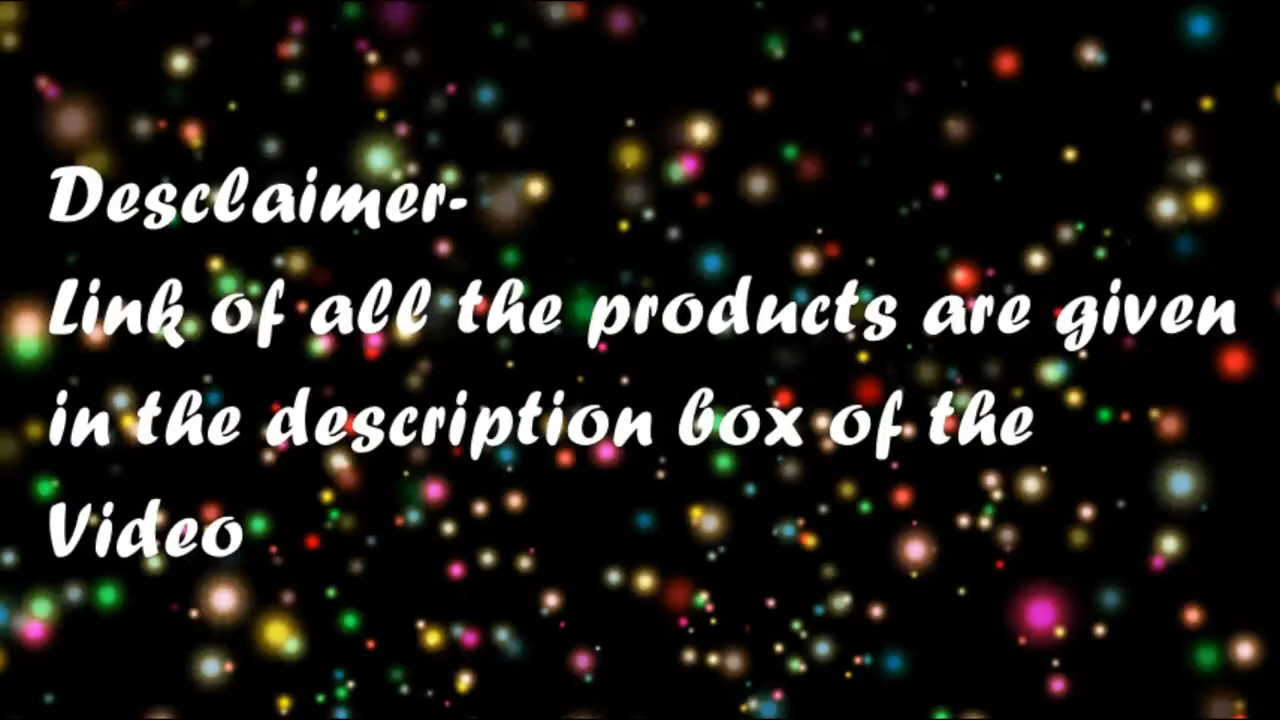 Desclaimer-
Link of all the products are given
in the description box of the
Video